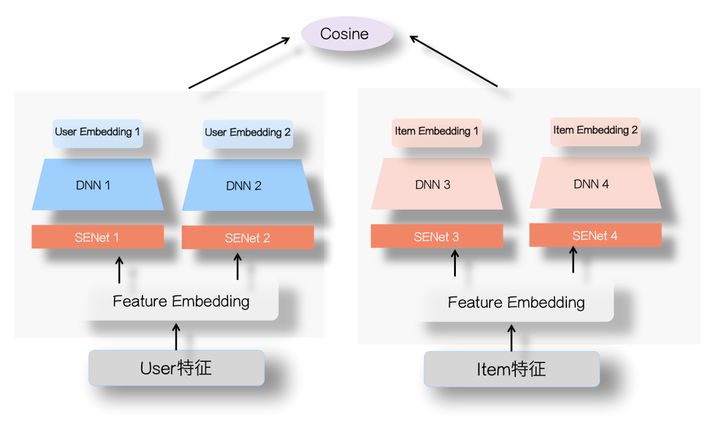 Cosine
User Embedding 1
User Embedding 2
Item Embedding 1
Item Embedding 2
DNN 1
DNN 2
DNN 3
DNN 4
SENet 1
SENet 2
SENet 3
SENet 4
Feature Embedding
Feature Embedding
User特征
Item特征